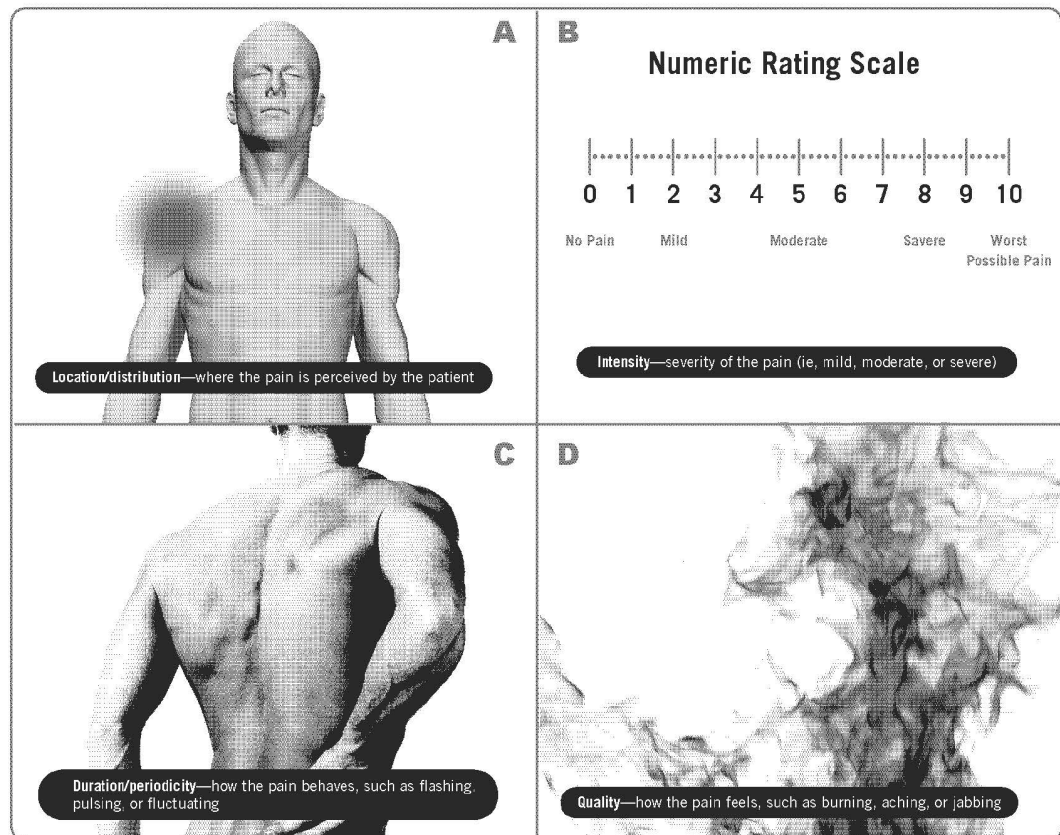 A
Location/distribution—where the pain is perceived by the patient
B
Numeric Rating Scale
0 1 2 3 4 5 6 7 8 9 10
No Pain Mild Moderate Savere Worst
Possible Pain
Intensity—severity of the pain (ie, mild, moderate, or severe)
C
Duration/periodicity—how the pain behaves, such as flashing,
pulsing, or fluctuating
D
Quality—how the pain feels, such as burning, aching, or jabbing